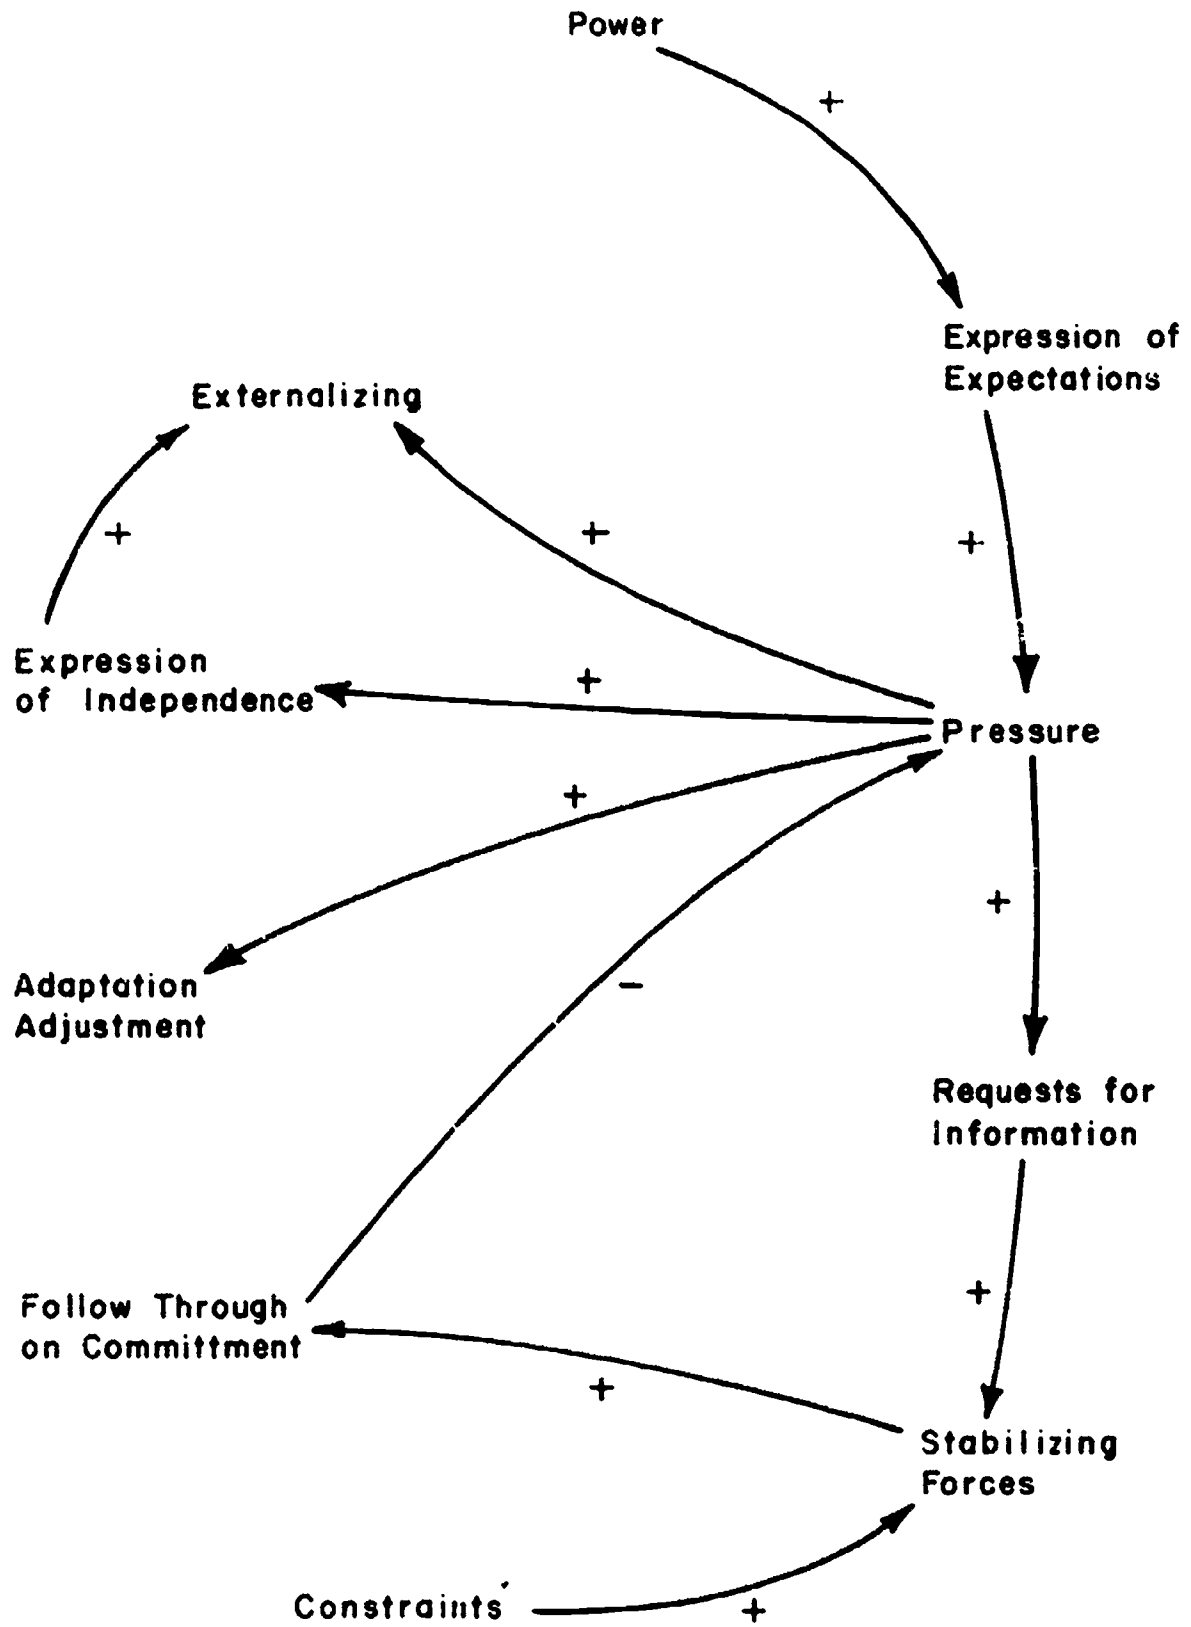 Power
+
Expression of
Expectations
Externalizing
+
+
+
Expression
of Independence
+
Pressure
+
+
Adaptation
Adjustment
-
Requests for
Information
Follow Through
on Committment
+
+
Stabilizing
Forces
Constraints
+